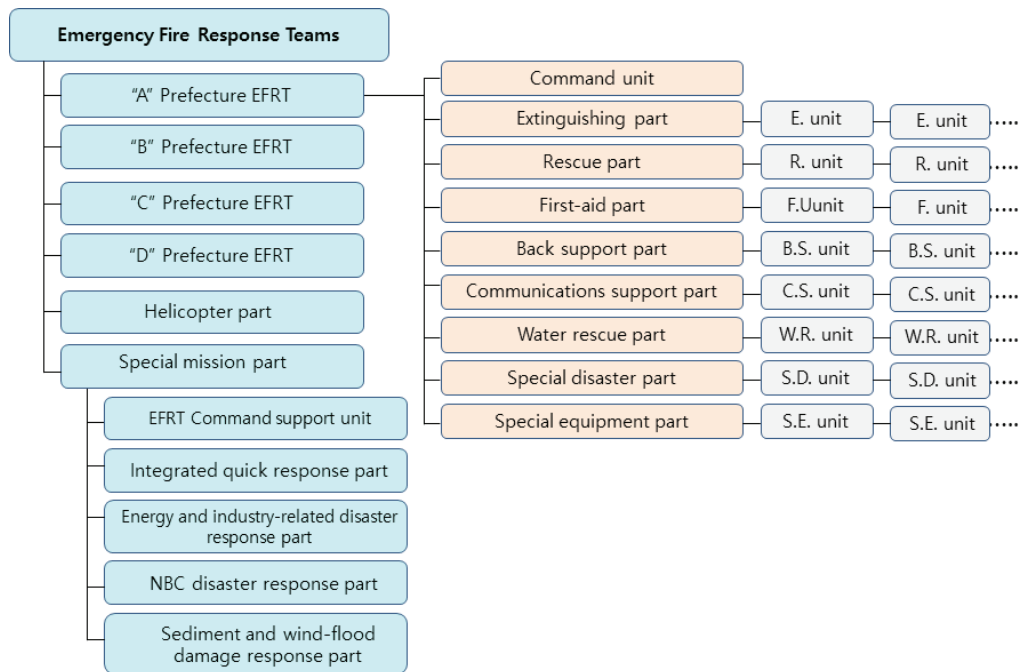 Emergency Fire Response Teams
"A" Prefecture EFRT
"B" Prefecture EFRT
"C" Prefecture EFRT
"D" Prefecture EFRT
Helicopter part
Special mission part
EFRT Command support unit
Integrated quick response part
Energy and industry-related disaster
response part
NBC disaster response part
Sediment and wind-flood
damage response part
Command unit
Extinguishing part
E. unit
E. unit
.....
Rescue part
R. unit
R. unit
.....
First-aid part
F.Uunit
F. unit
.....
Back support part
B.S. unit
B.S. unit
.....
Communications support part
C.S. unit
C.S. unit
.....
Water rescue part
W.R. unit
W.R. unit
.....
Special disaster part
S.D. unit
S.D. unit
.....
Special equipment part
S.E. unit
S.E. unit
.....